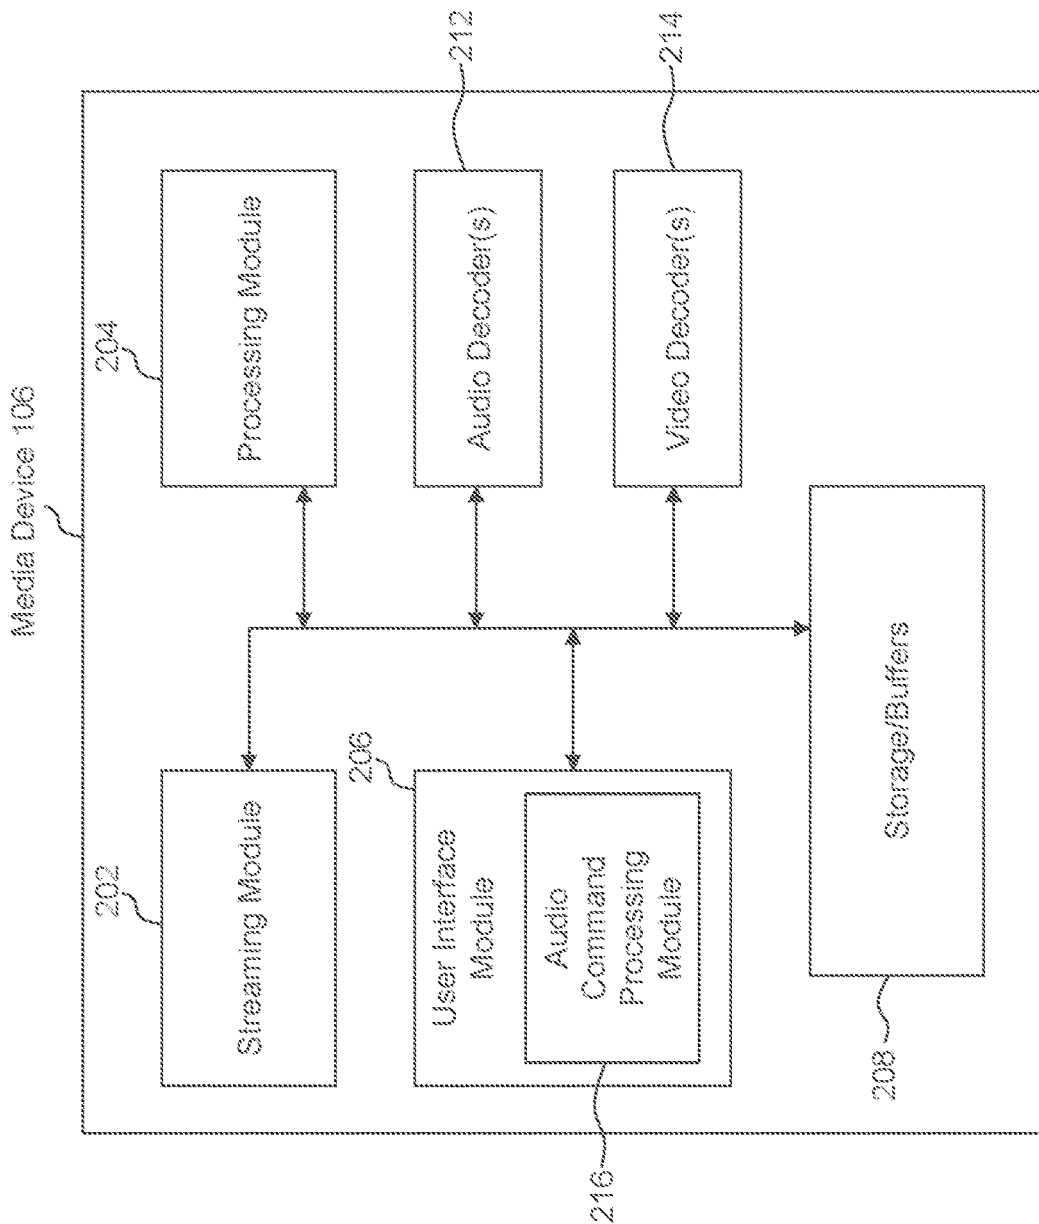 Media Device 106
202
Streaming Module
204
Processing Module
206
User Interface
Module
Audio
Command
Processing
Module
216
212
Audio Decoder(s)
214
Video Decoder(s)
Storage/Buffers
208